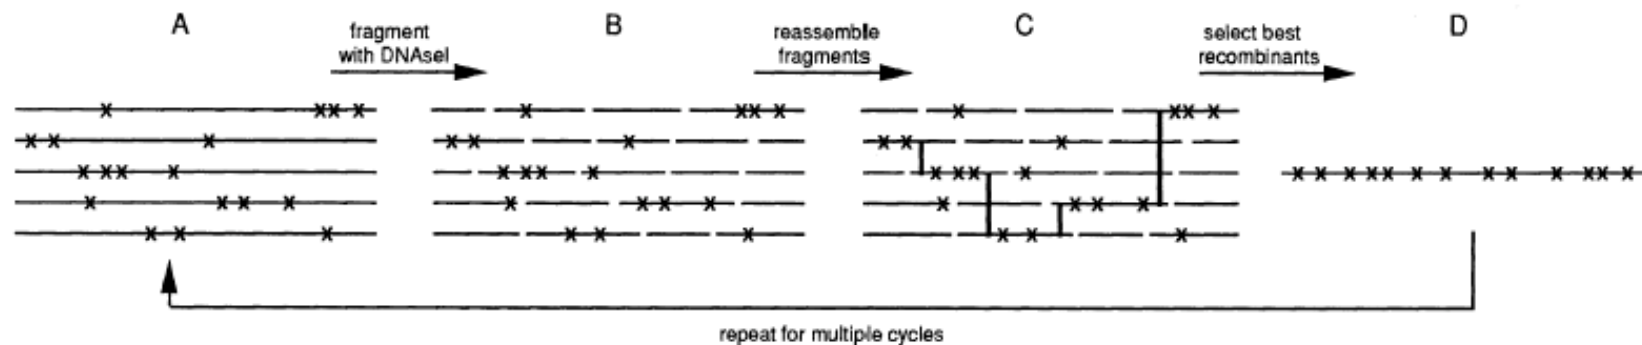 A
fragment
with DNAseI
B
reassemble
fragments
C
select best
recombinants
D
repeat for multiple cycles